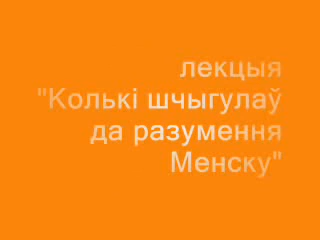 лекцыя
"Колькі шчыгулаў
да разумення
Менску"